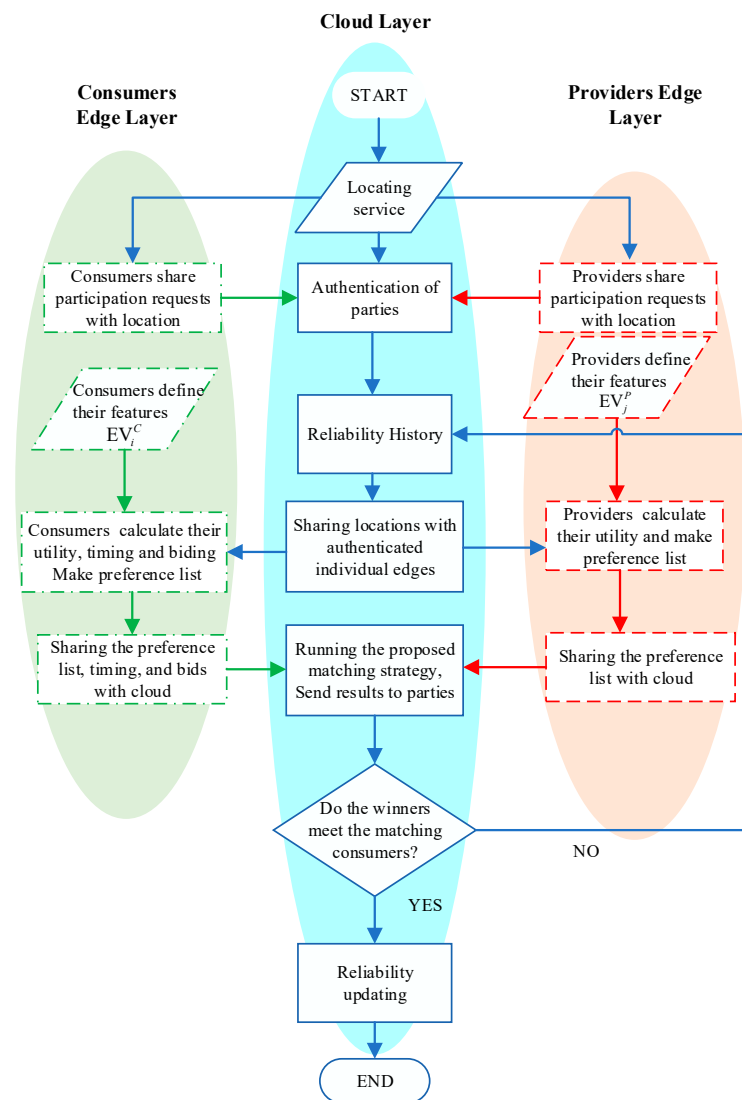 Cloud Layer
Consumers
Edge Layer
Providers Edge
Layer
START
Locating
service
Consumers share
participation requests
with location
Authentication of
parties
Providers share
participation requests
with location
Consumers define
their features
EV_i^C
Providers define
their features
EV_j^P
Reliability History
Consumers calculate their
utility, timing and biding
Make preference list
Sharing locations with
authenticated
individual edges
Providers calculate
their utility and make
preference list
Sharing the preference
list, timing, and bids
with cloud
Running the proposed
matching strategy,
Send results to parties
Sharing the preference
list with cloud
Do the winners
meet the matching
consumers?
NO
YES
Reliability
updating
END